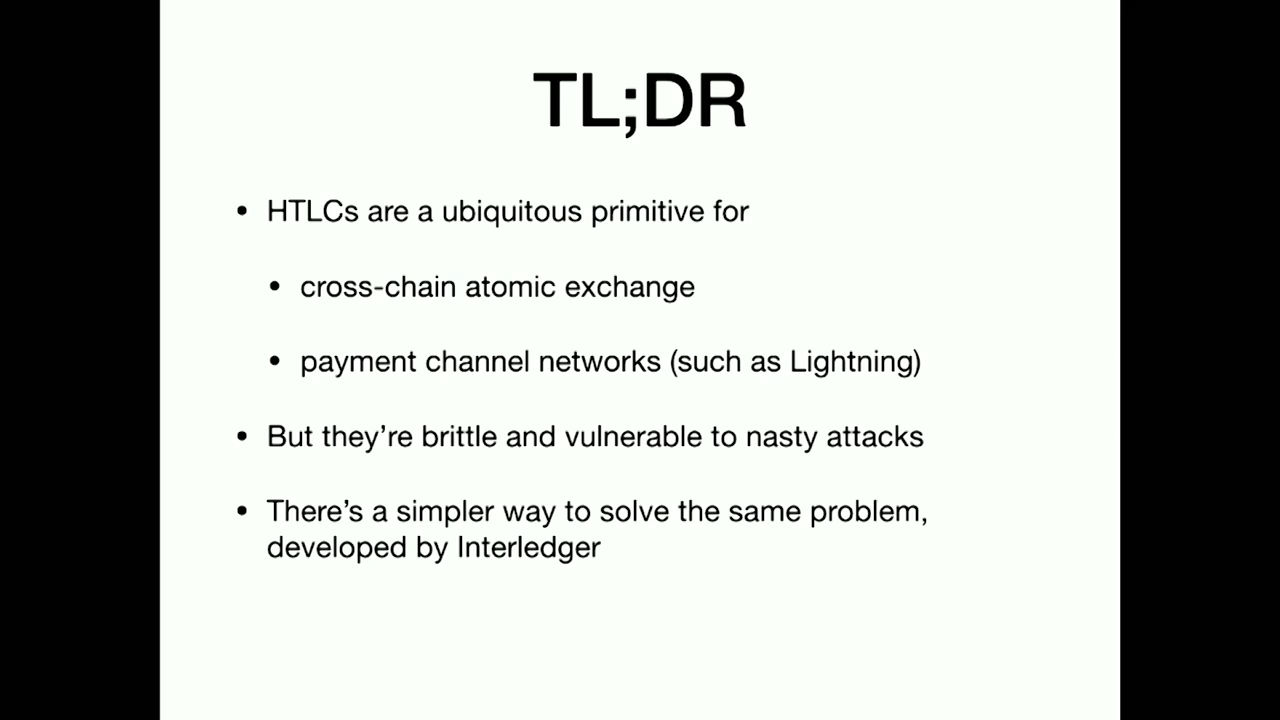 TL;DR
• HTLCs are a ubiquitous primitive for
• cross-chain atomic exchange
• payment channel networks (such as Lightning)
• But they’re brittle and vulnerable to nasty attacks
• There’s a simpler way to solve the same problem,
developed by Interledger